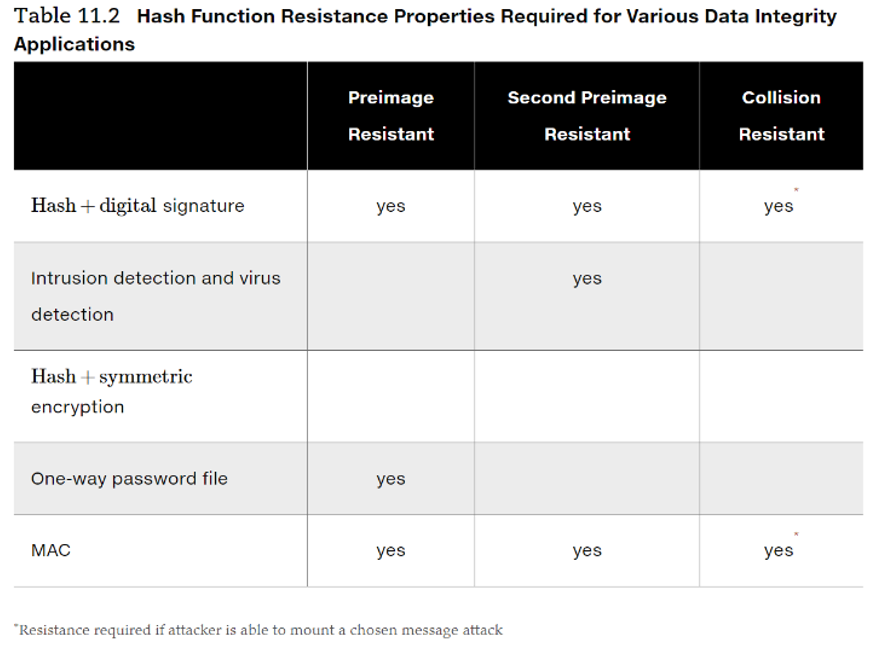 Table 11.2 Hash Function Resistance Properties Required for Various Data Integrity
Applications
Preimage Resistant
Second Preimage Resistant
Collision Resistant
Hash + digital signature yes yes yes*
Intrusion detection and virus detection yes
Hash + symmetric encryption
One-way password file yes
MAC yes yes yes*
*Resistance required if attacker is able to mount a chosen message attack